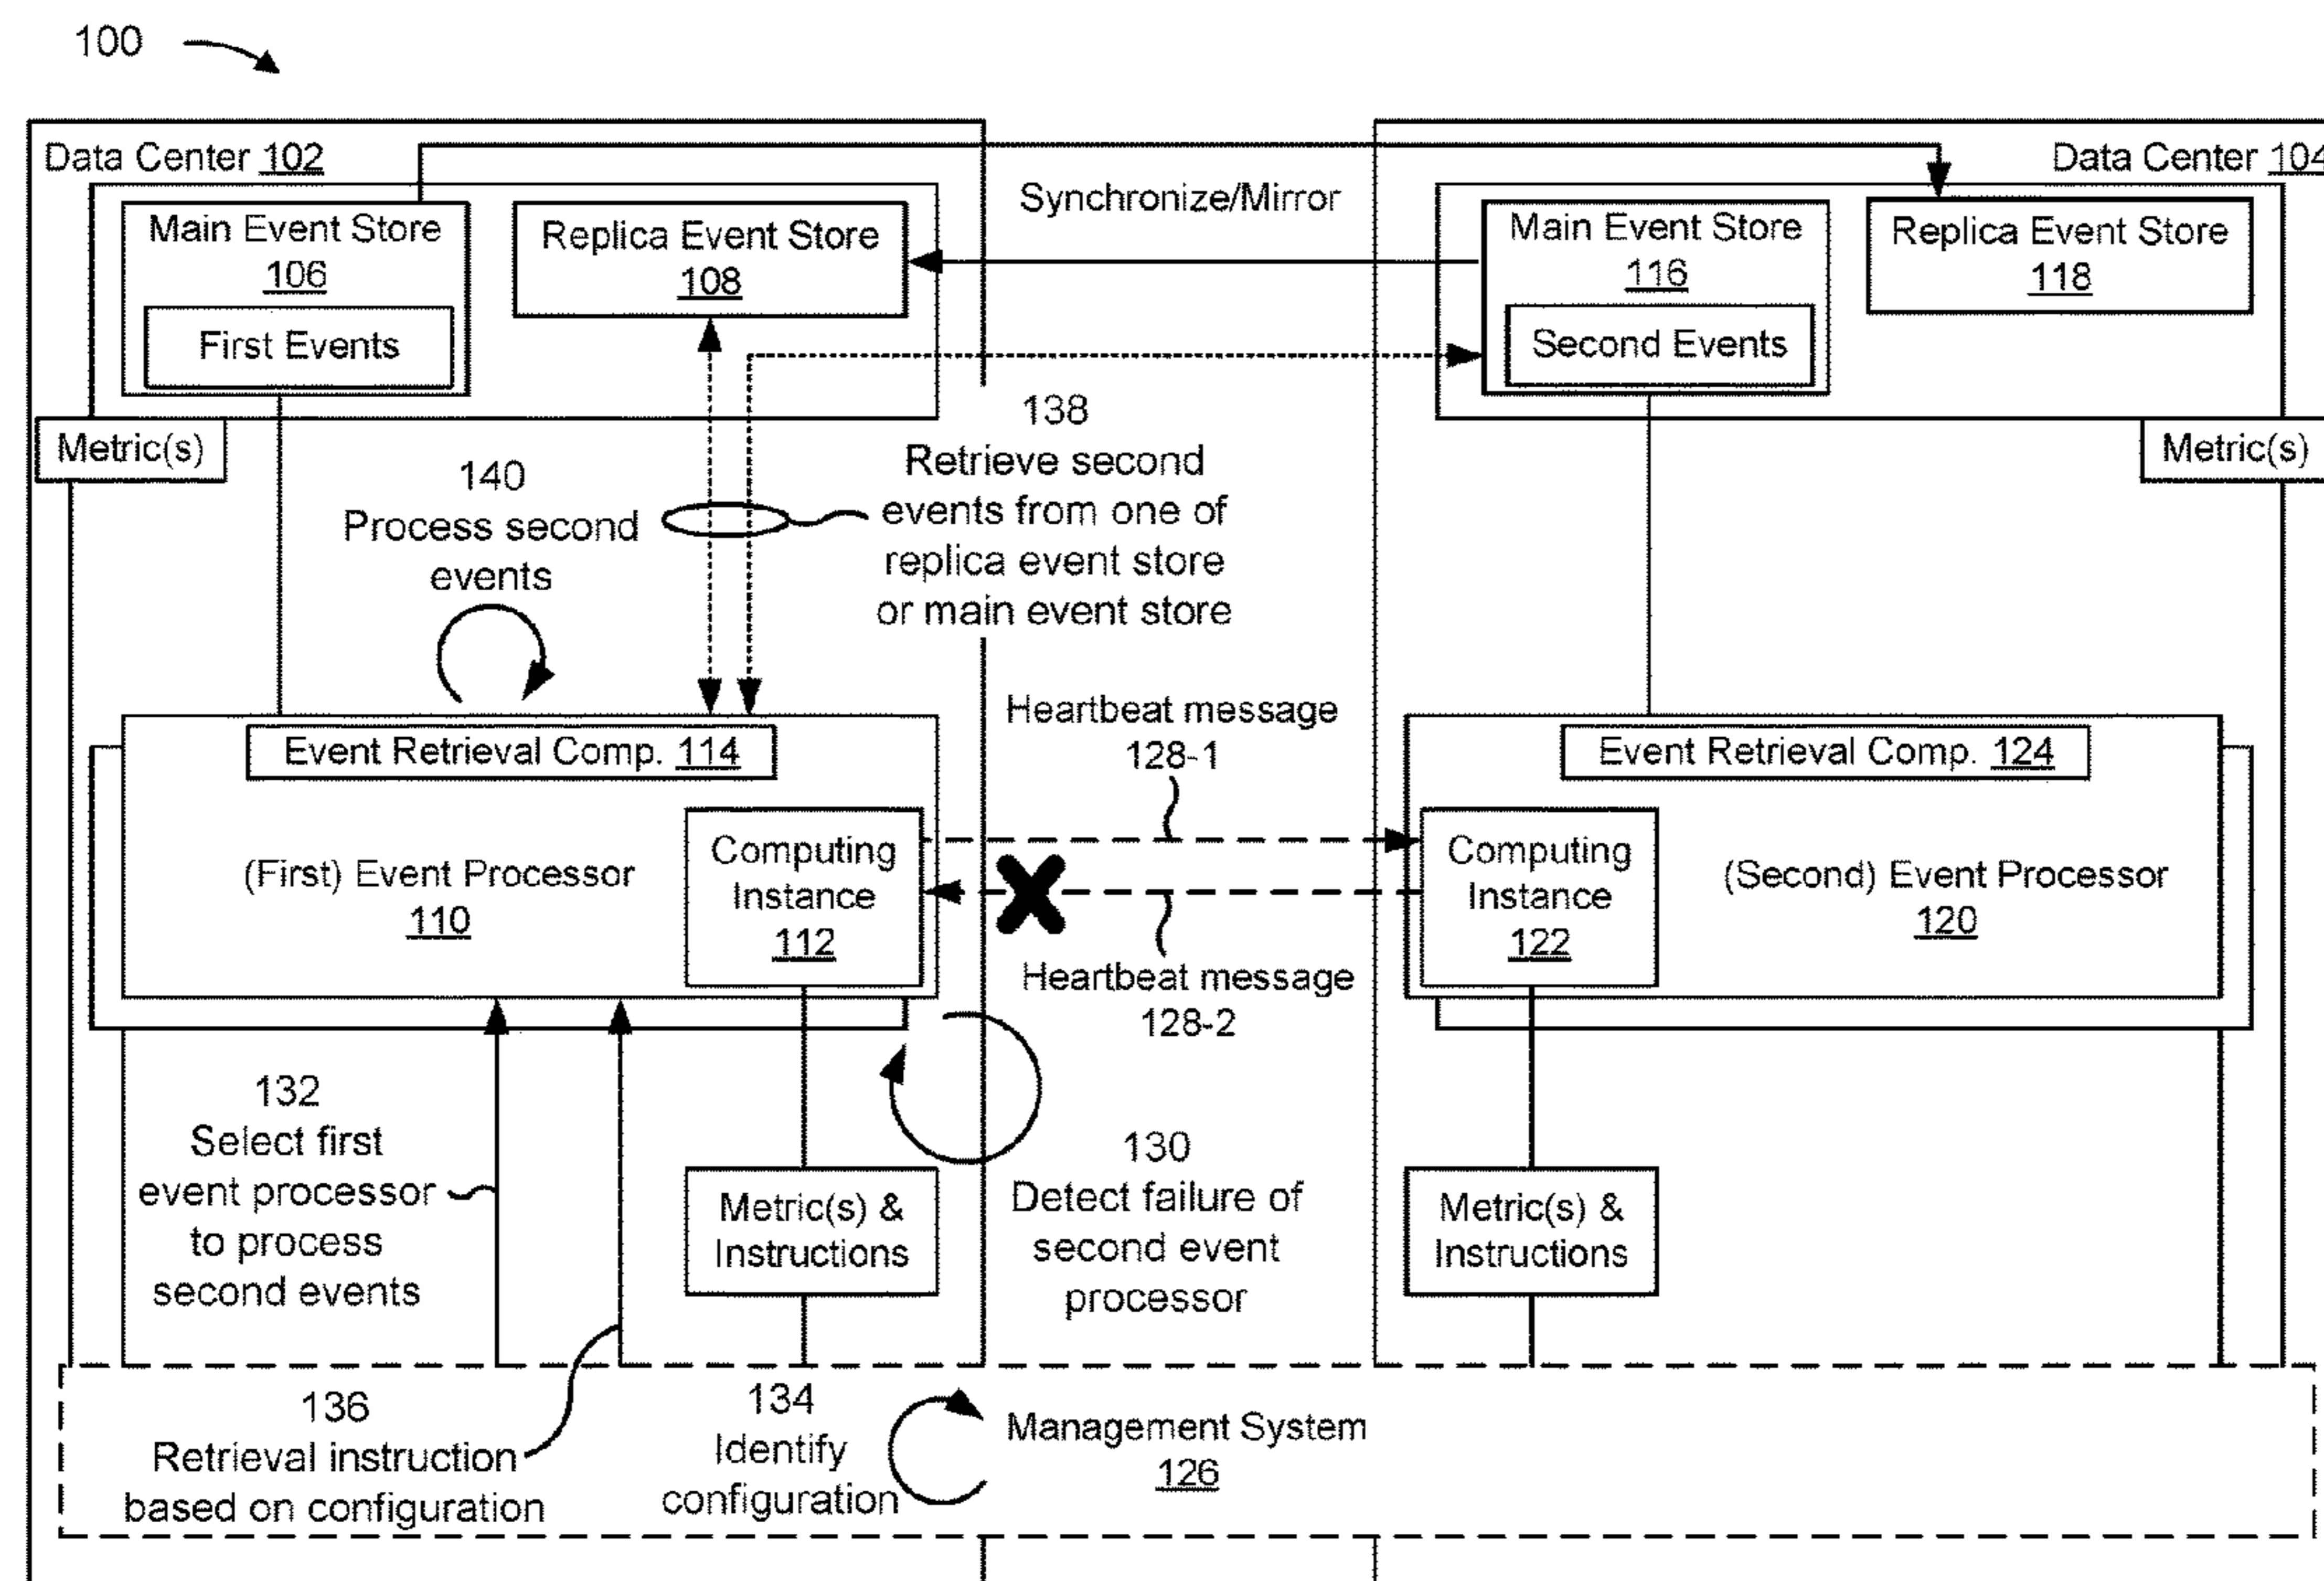 100
Data Center 102
Main Event Store
106
First Events
Replica Event Store
108
Synchronize/Mirror
Data Center 104
Main Event Store
116
Second Events
Replica Event Store
118
Metric(s)
Metric(s)
140
Process second
events
138
Retrieve second
events from one of
replica event store
or main event store
Event Retrieval Comp. 114
(First) Event Processor
110
Computing
Instance
112
Heartbeat message
128-1
Heartbeat message
128-2
Event Retrieval Comp. 124
Computing
Instance
122
(Second) Event Processor
120
132
Select first
event processor
to process
second events
Metric(s) &
Instructions
130
Detect failure of
second event
processor
Metric(s) &
Instructions
136
Retrieval instruction
based on configuration
134
Identify
configuration
Management System
126